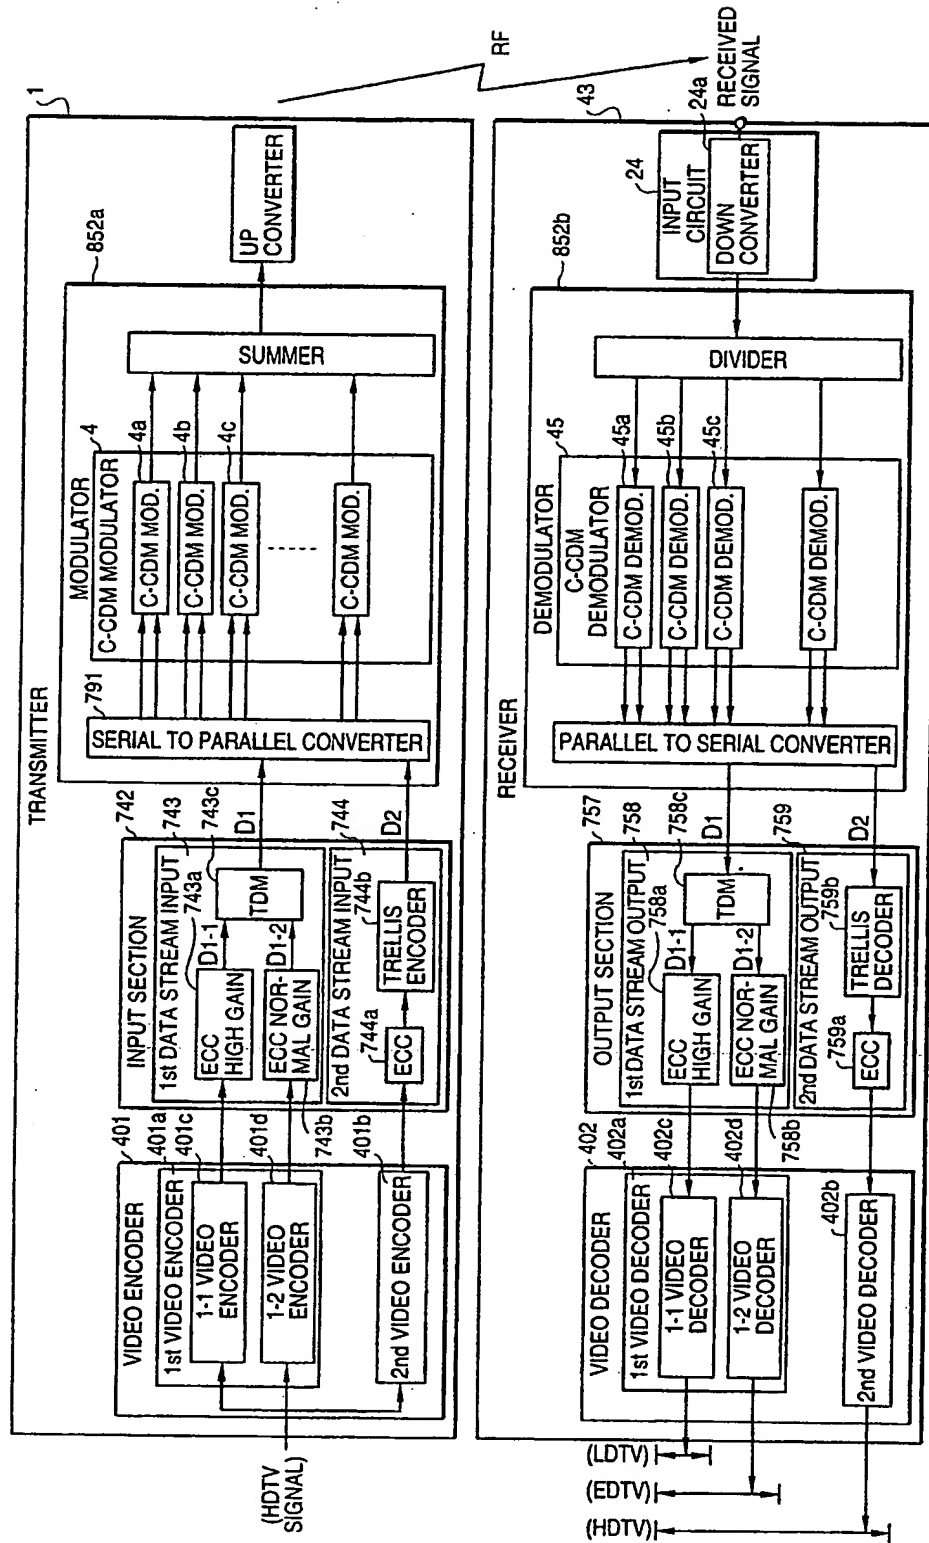 TRANSMITTER
1
VIDEO ENCODER
401
1st VIDEO ENCODER
401a
401c
1-1 VIDEO
ENCODER
401d
1-2 VIDEO
ENCODER
401b
2nd VIDEO ENCODER
(HDTV
SIGNAL)
INPUT SECTION
742
1st DATA STREAM INPUT
743
743a
ECC
HIGH GAIN
D1-1
743c
TDM
743b
ECC NOR-
MAL GAIN
D1-2
D1
2nd DATA STREAM INPUT
744
744a
ECC
744b
TRELLIS
ENCODER
D2
791
SERIAL TO PARALLEL CONVERTER
MODULATOR
852a
C-CDM MODULATOR
4
4a
C-CDM MOD.
4b
C-CDM MOD.
4c
C-CDM MOD.
C-CDM MOD.
SUMMER
UP
CONVERTER
RF
RECEIVED
SIGNAL
RECEIVER
43
24
INPUT
CIRCUIT
24a
DOWN
CONVERTER
852b
DIVIDER
DEMODULATOR
45
C-CDM
DEMODULATOR
45a
C-CDM DEMOD.
45b
C-CDM DEMOD.
45c
C-CDM DEMOD.
C-CDM DEMOD.
PARALLEL TO SERIAL CONVERTER
OUTPUT SECTION
757
1st DATA STREAM OUTPUT
758
758a
ECC
HIGH GAIN
D1-1
758c
TDM
D1
758b
ECC NOR-
MAL GAIN
D1-2
2nd DATA STREAM OUTPUT
759
759a
ECC
759b
TRELLIS
DECODER
D2
VIDEO DECODER
402
1st VIDEO DECODER
402a
402c
1-1 VIDEO
DECODER
402d
1-2 VIDEO
DECODER
402b
2nd VIDEO DECODER
(LDTV)
(EDTV)
(HDTV)